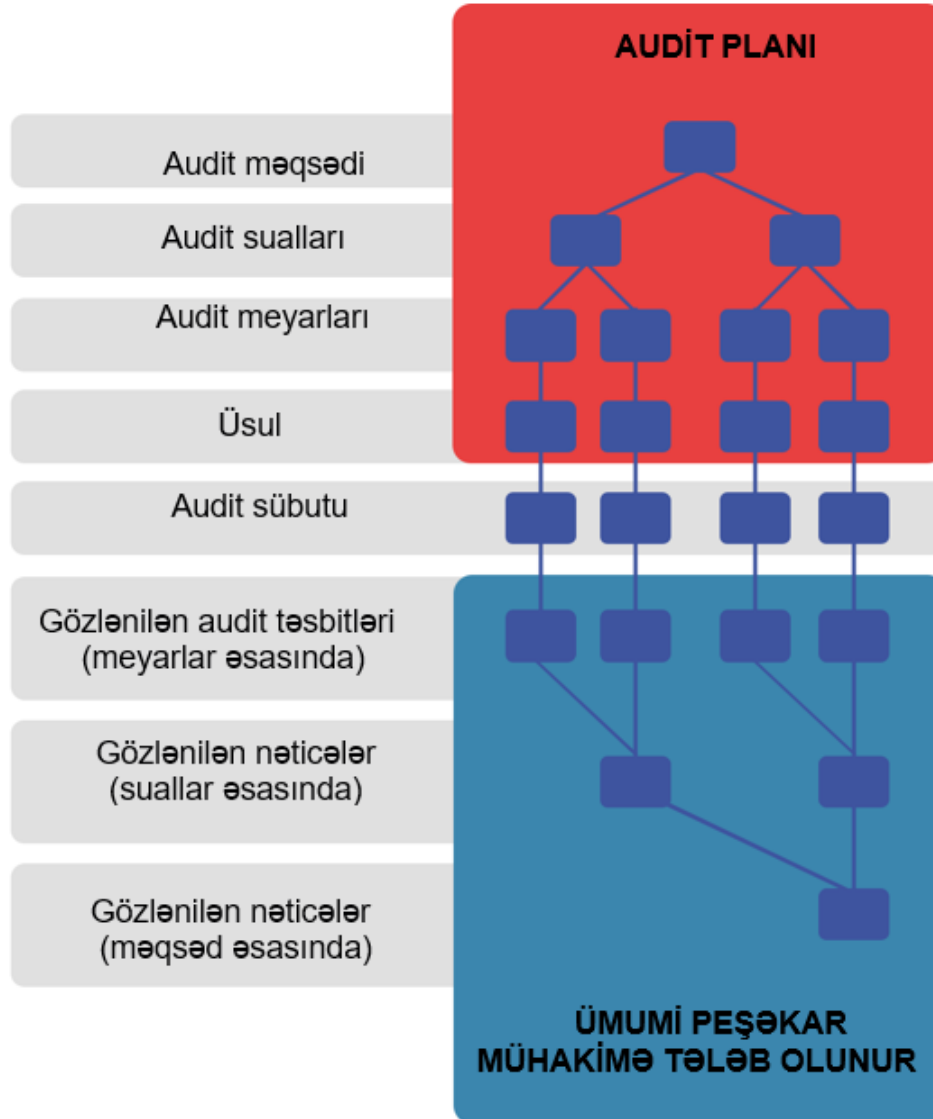 AUDİT PLANI
Audit məqsədi
Audit sualları
Audit meyarları
Üsul
Audit sübutu
Gözlənilən audit təsbitləri
(meyarlar əsasında)
Gözlənilən nəticələr
(suallar əsasında)
Gözlənilən nəticələr
(məqsəd əsasında)
ÜMUMİ PEŞƏKAR
MÜHAKİMƏ TƏLƏB OLUNUR